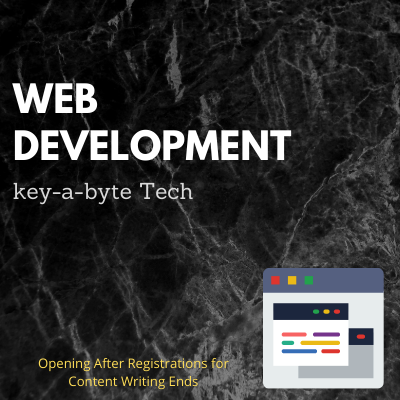 WEB
DEVELOPMENT
key-a-byte Tech
Opening After Registrations for
Content Writing Ends